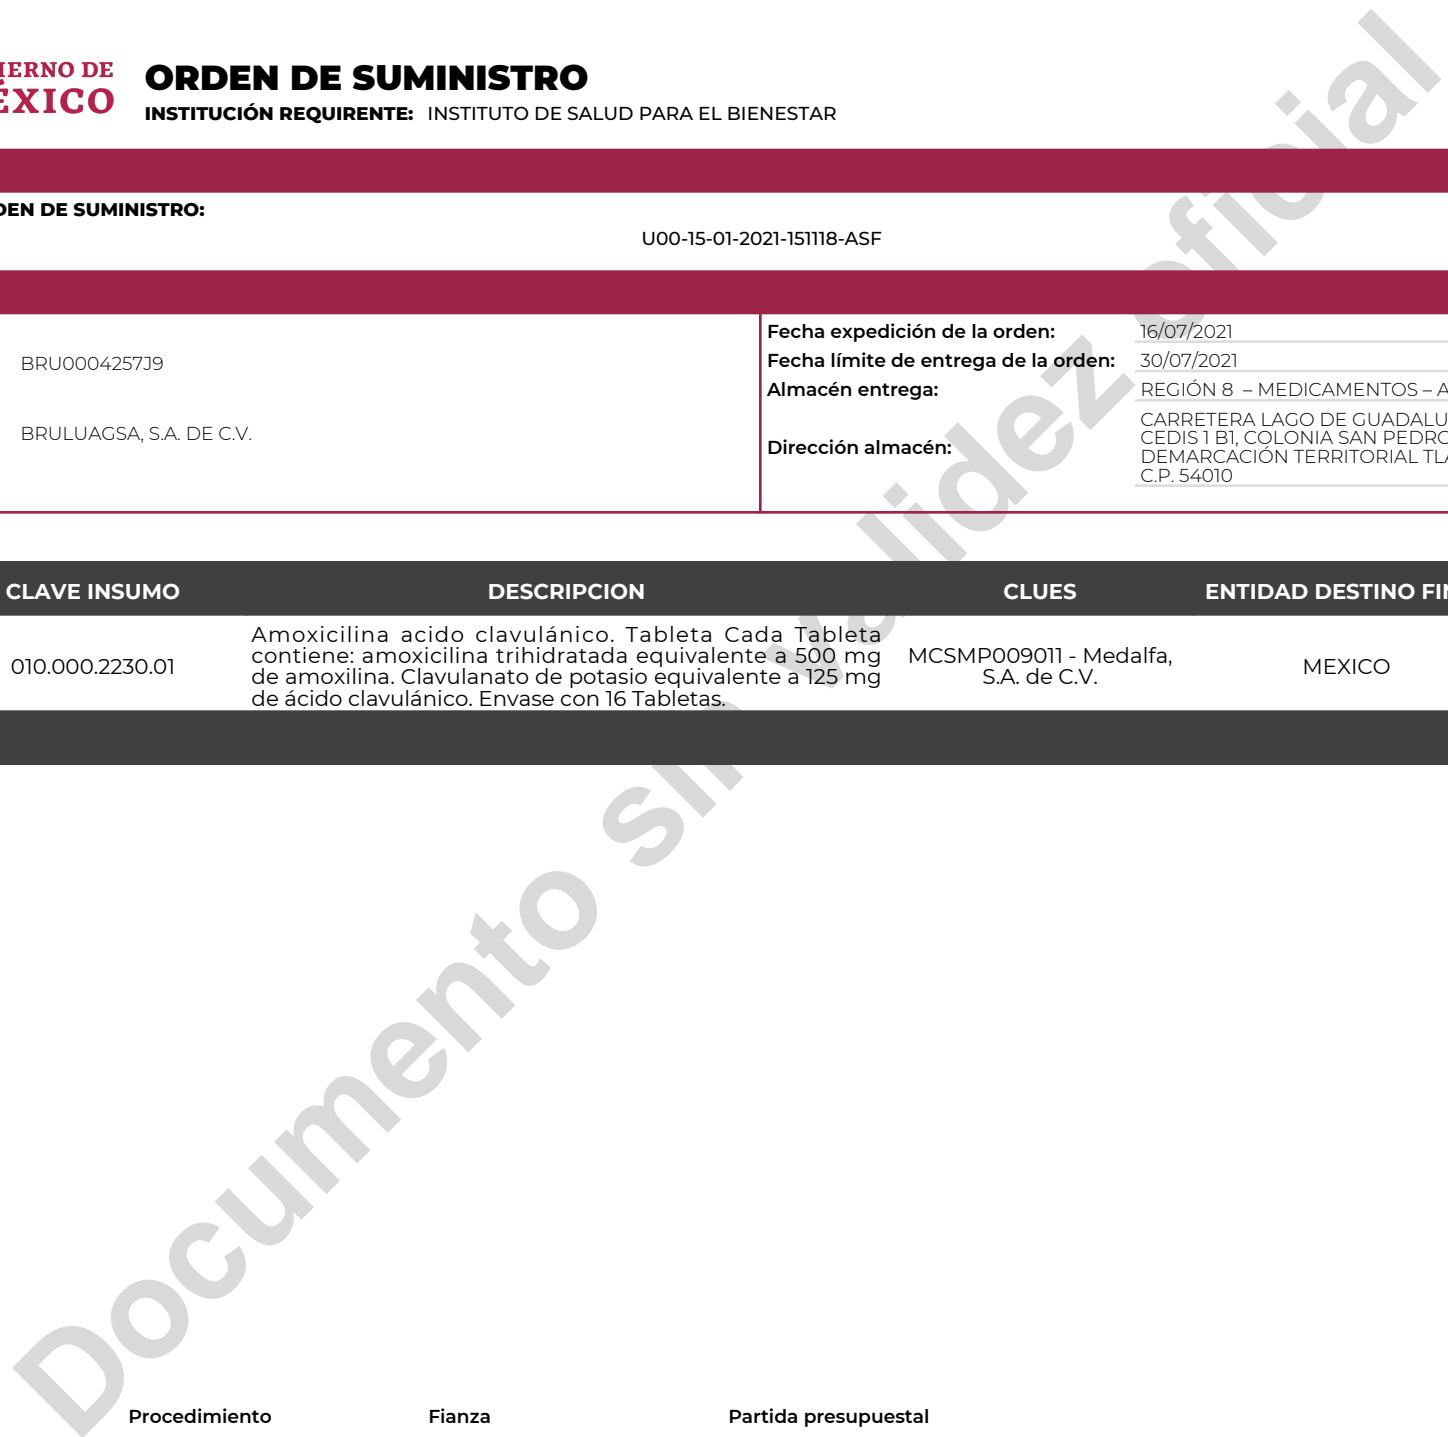 IERNO DE
ÉXICO
ORDEN DE SUMINISTRO
INSTITUCIÓN REQUIRENTE: INSTITUTO DE SALUD PARA EL BIENESTAR
DEN DE SUMINISTRO:
U00-15-01-2021-151118-ASF
BRU0004257J9
BRULUAGSA, S.A. DE C.V.
Fecha expedición de la orden: 16/07/2021
Fecha límite de entrega de la orden: 30/07/2021
Almacén entrega: REGIÓN 8 – MEDICAMENTOS – A
Dirección almacén:
CARRETERA LAGO DE GUADALU
CEDIS 1 B1, COLONIA SAN PEDRO
DEMARCACIÓN TERRITORIAL TLA
C.P. 54010
CLAVE INSUMO DESCRIPCION CLUES ENTIDAD DESTINO FIN
010.000.2230.01
Amoxicilina acido clavulánico. Tableta Cada Tableta
contiene: amoxicilina trihidratada equivalente a 500 mg
de amoxilina. Clavulanato de potasio equivalente a 125 mg
de ácido clavulánico. Envase con 16 Tabletas.
MCSMP009011 - Medalfa,
S.A. de C.V.
MEXICO
Documento sin validez oficial
Procedimiento Fianza Partida presupuestal